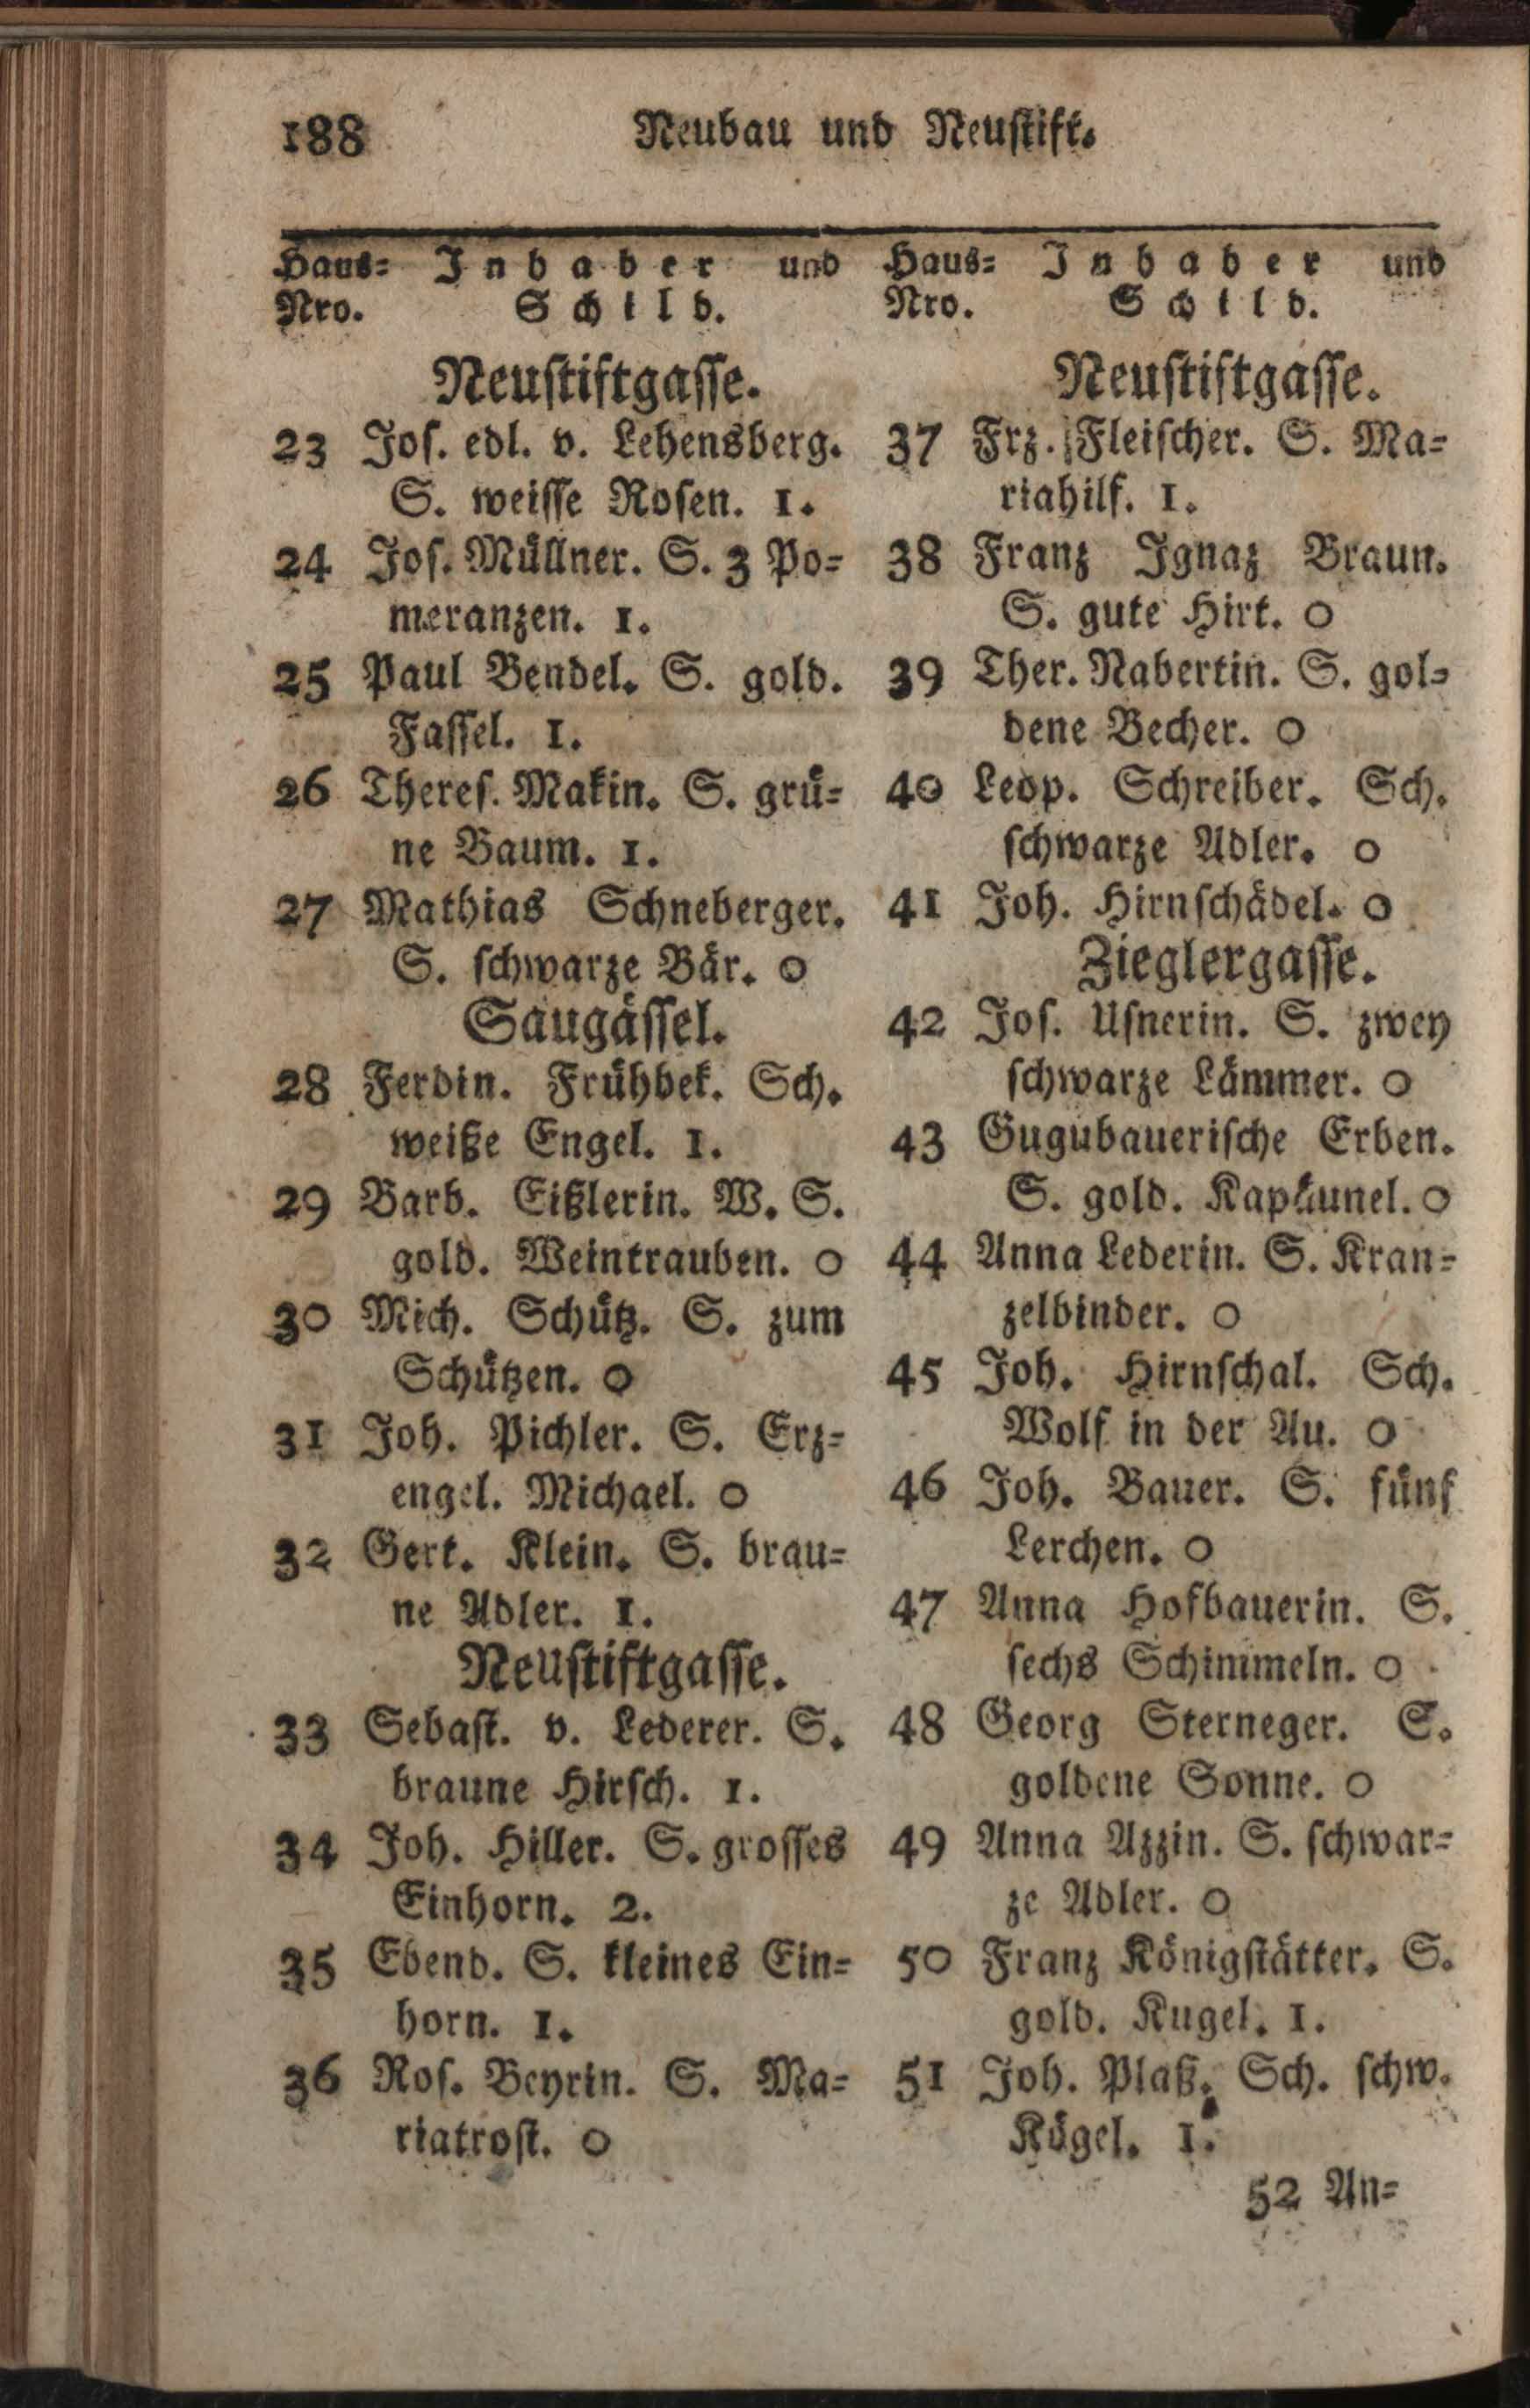 188 Neubau und Neustift.
Haus= Inhaber und
Nro. Schild.
Neustiftgasse.
23 Jos. edl. v. Lehensberg.
S. weisse Rosen. 1.
24 Jos. Müllner. S. 3 Po=
meranzen. 1.
25 Paul Bendel. S. gold.
Fassel. 1.
26 Theres. Makin. S. grü=
ne Baum. 1.
27 Mathias Schneberger.
S. schwarze Bär. o
Saugässel.
28 Ferdin. Frühbek. Sch.
weiße Engel. 1.
29 Barb. Eißlerin. W. S.
gold. Weintrauben. o
30 Mich. Schütz. S. zum
Schützen. o
31 Joh. Pichler. S. Erz=
engel. Michael. o
32 Gert. Klein. S. brau=
ne Adler. 1.
Neustiftgasse.
33 Sebast. v. Lederer. S.
braune Hirsch. 1.
34 Joh. Hiller. S. grosses
Einhorn. 2.
35 Ebend. S. kleines Ein=
horn. 1.
36 Ros. Beyrin. S. Ma=
riatrost. o
Haus= Inhaber und
Nro. Schild.
Neustiftgasse.
37 Frz. Fleischer. S. Ma=
riahilf. 1.
38 Franz Ignaz Braun.
S. gute Hirt. o
39 Ther. Nabertin. S. gol=
dene Becher. o
40 Leop. Schreiber. Sch.
schwarze Adler. o
41 Joh. Hirnschädel. o
Zieglergasse.
42 Jos. Usnerin. S. zwey
schwarze Lämmer. o
43 Gugubauerische Erben.
S. gold. Kapäunel. o
44 Anna Lederin. S. Kran=
zelbinder. o
45 Joh. Hirnschal. Sch.
Wolf in der Au. o
46 Joh. Bauer. S. fünf
Lerchen. o
47 Anna Hofbauerin. S.
sechs Schimmeln. o
48 Georg Sterneger. S.
goldene Sonne. o
49 Anna Azzin. S. schwar=
ze Adler. o
50 Franz Königstätter. S.
gold. Kugel. 1.
51 Joh. Plaß. Sch. schw.
Kögel. 1.
52 An=